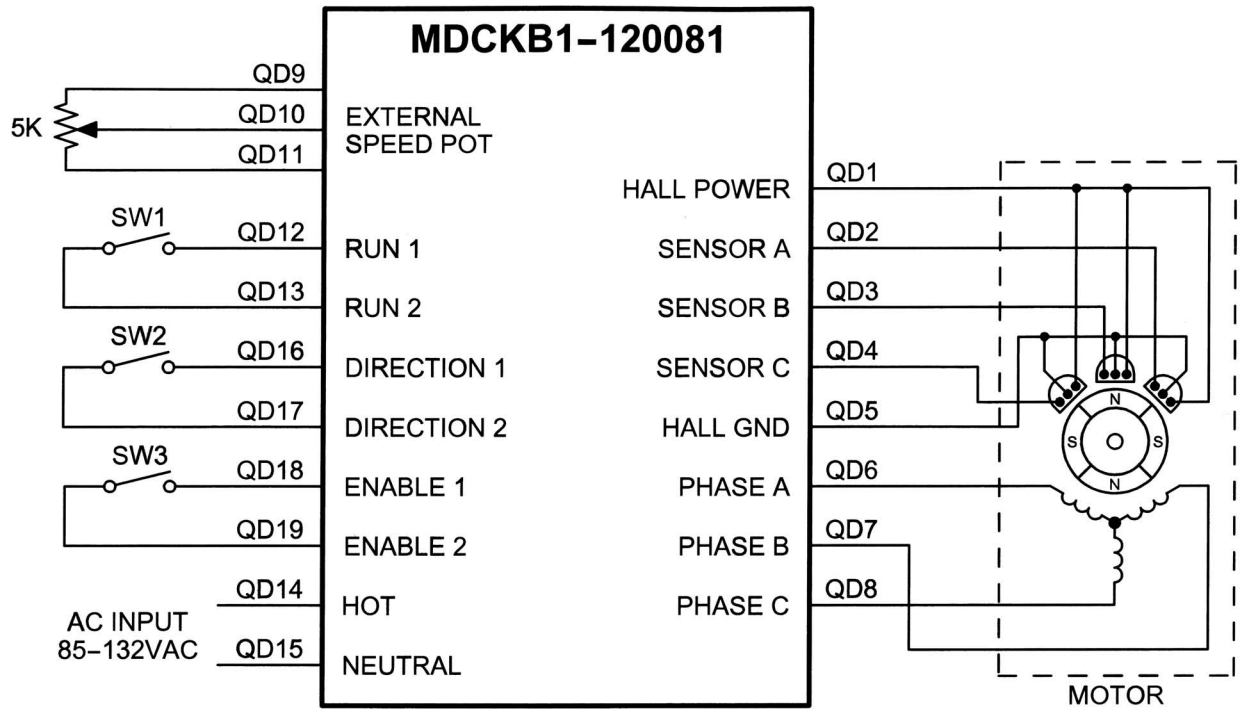 MDCKB1–120081
QD9
5K
QD10
EXTERNAL
SPEED POT
QD11
HALL POWER
QD1
SW1
QD12
RUN 1
SENSOR A
QD2
QD13
RUN 2
SENSOR B
QD3
SW2
QD16
DIRECTION 1
SENSOR C
QD4
QD17
DIRECTION 2
HALL GND
QD5
N
S
S
N
SW3
QD18
ENABLE 1
PHASE A
QD6
QD19
ENABLE 2
PHASE B
QD7
QD14
HOT
PHASE C
QD8
AC INPUT
85–132VAC
QD15
NEUTRAL
MOTOR